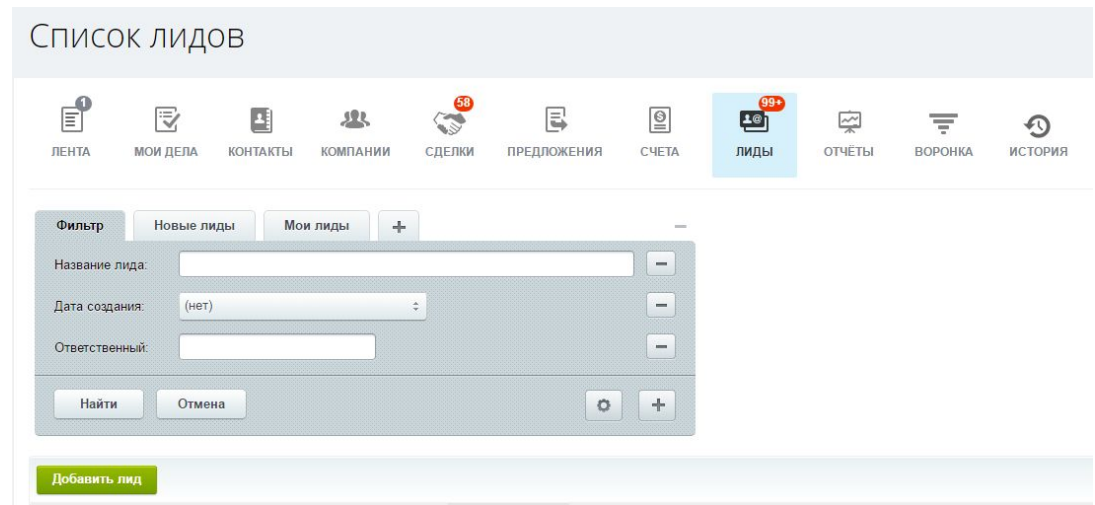 Список лидов
1 58 99+
ЛЕНТА МОИ ДЕЛА КОНТАКТЫ КОМПАНИИ СДЕЛКИ ПРЕДЛОЖЕНИЯ СЧЕТА ЛИДЫ ОТЧЁТЫ ВОРОНКА ИСТОРИЯ
Фильтр Новые лиды Мои лиды
Название лида:
Дата создания: (нет)
Ответственный:
Найти Отмена
Добавить лид